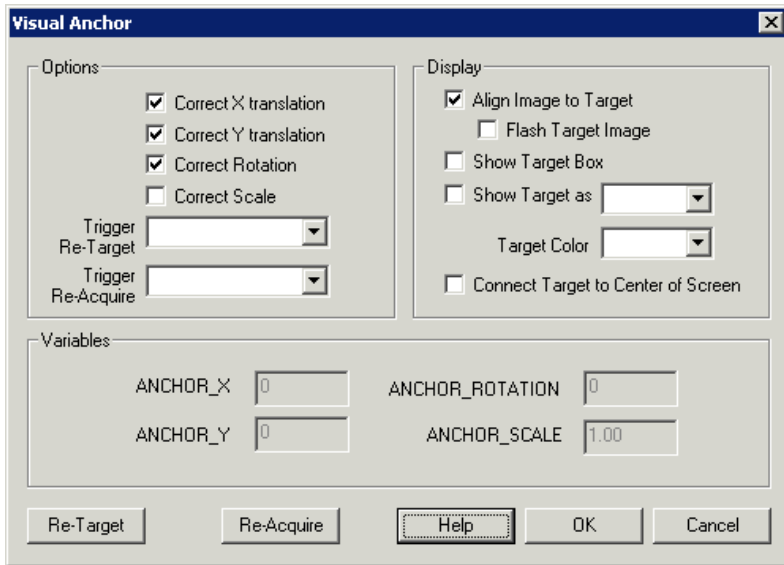 Visual Anchor
Options
Correct X translation
Correct Y translation
Correct Rotation
Correct Scale
Trigger
Re-Target
Trigger
Re-Acquire
Display
Align Image to Target
Flash Target Image
Show Target Box
Show Target as
Target Color
Connect Target to Center of Screen
Variables
ANCHOR_X 0
ANCHOR_ROTATION 0
ANCHOR_Y 0
ANCHOR_SCALE 1.00
Re-Target
Re-Acquire
Help
OK
Cancel